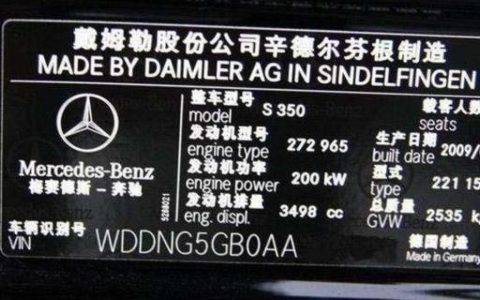 戴姆勒股份公司辛德尔芬根制造
MADE BY DAIMLER AG IN SINDELFINGEN
整车型号 model S 350
载客人数 seats
发动机型号 engine type 272 965
生产日期 built date 2009/
发动机功率 engine power 200 kW
型式 type 221 15
发动机排量 eng. displ. 3498 cc
总质量 GVW 2535 k
Mercedes-Benz
梅赛德斯-奔驰
5284021
车辆识别号 VIN WDDNG5GB0AA
德国制造
Made in Germany